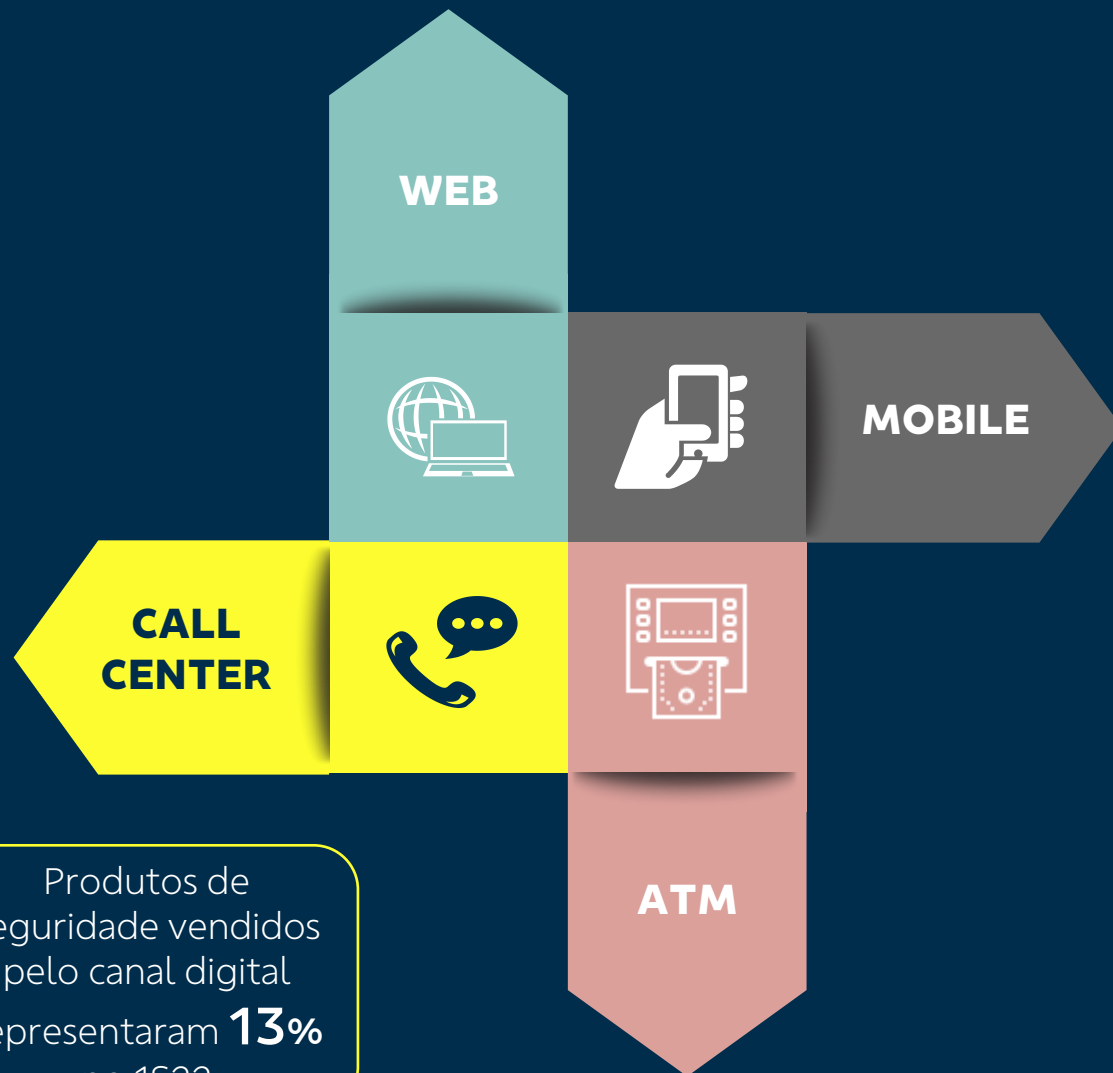 WEB
MOBILE
CALL
CENTER
ATM
Produtos de
eguridade vendidos
pelo canal digital
epresentaram 13%